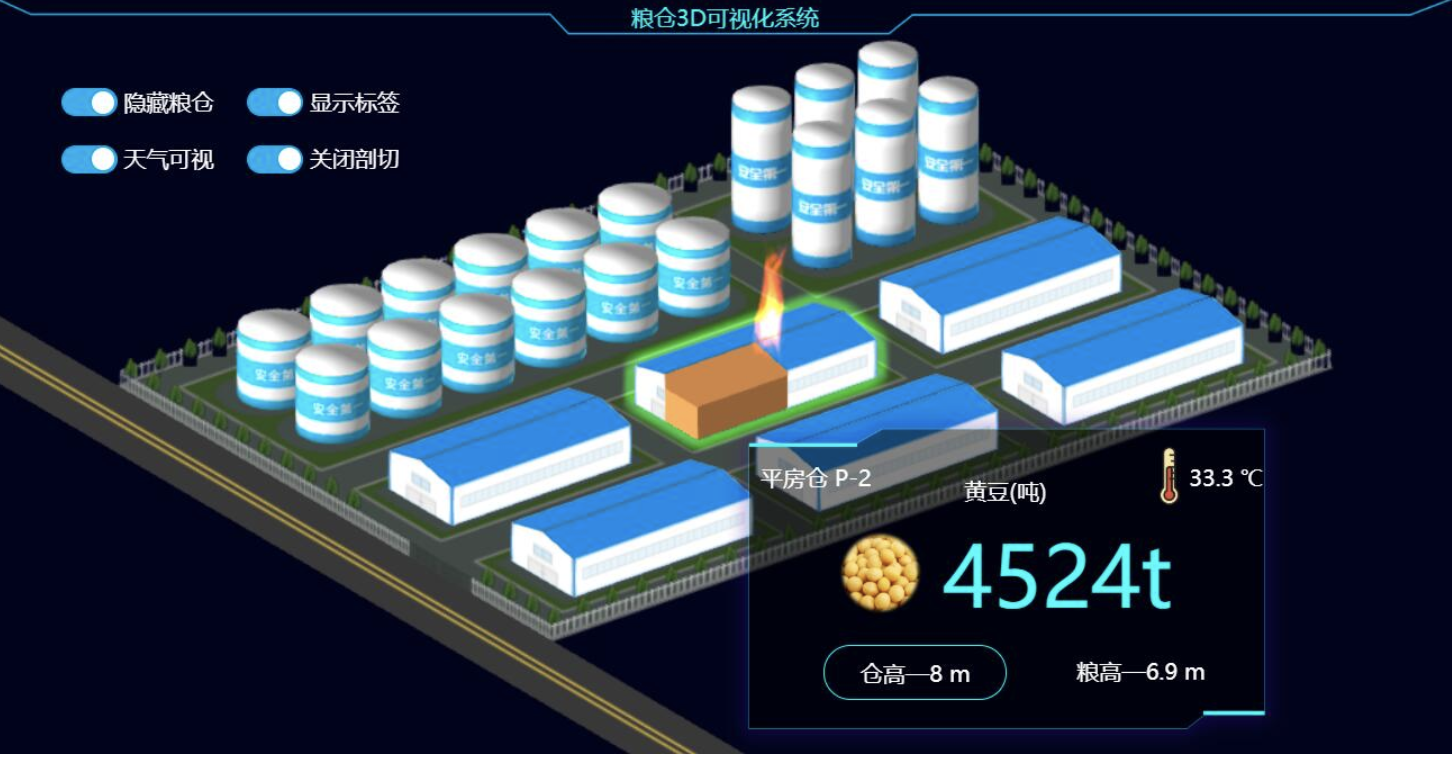 粮仓3D可视化系统
隐藏粮仓 显示标签
天气可视 关闭剖切
安全第一
安全第一
安全第一
安全第一
安全第一
安全第一
安全第一
安全第一
安全第一
安全第一
平房仓 P-2
黄豆(吨)
33.3 ℃
4524t
仓高—8 m
粮高—6.9 m